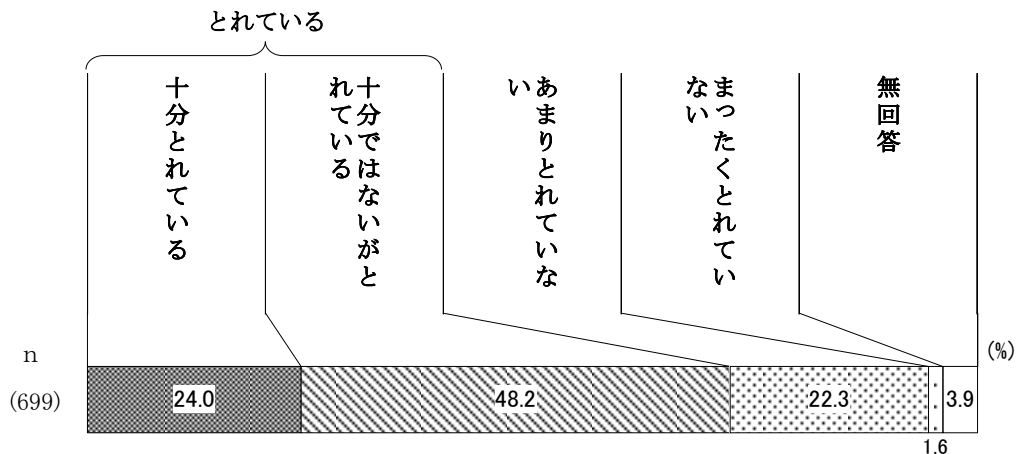 とれている
十分とれている
十分ではないがと
れている
あまりとれていな
い
まったくとれてい
ない
無回答
n
(%)
(699)
24.0
48.2
22.3
3.9
1.6